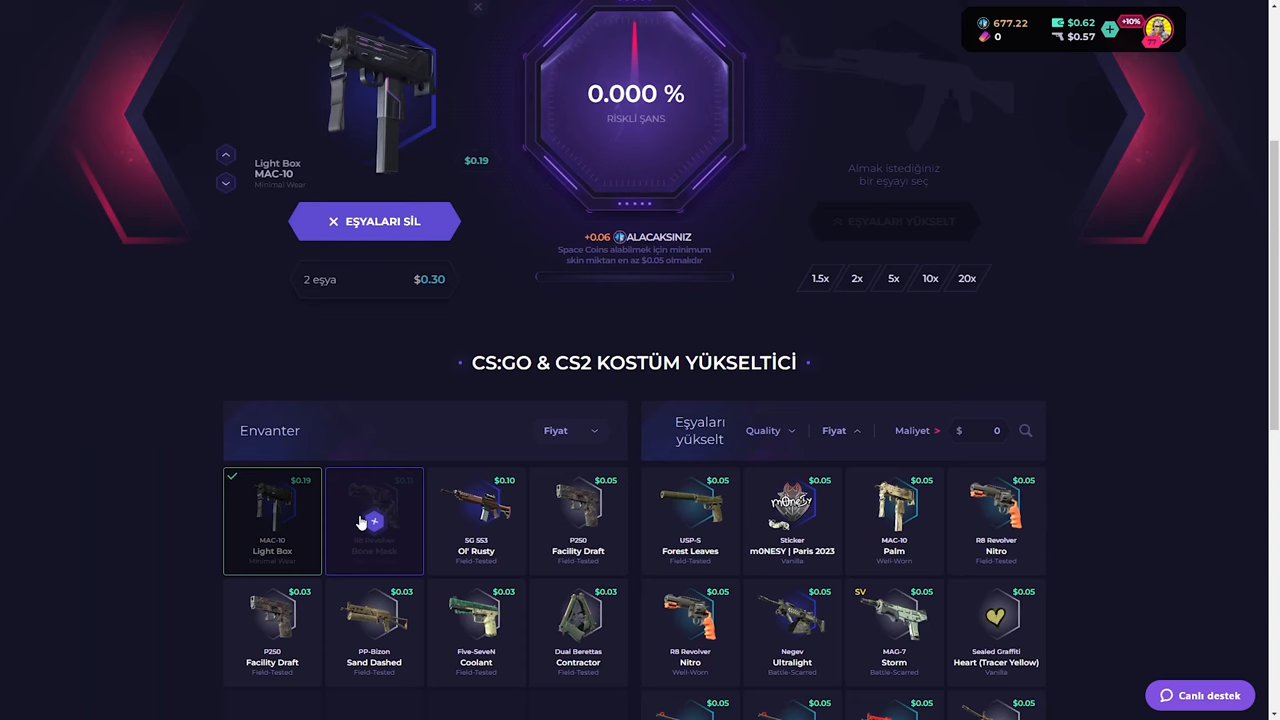 677.22
0
$0.62
$0.57
+10%
0.000 %
RİSKLİ ŞANS
Light Box
MAC-10
Minimal Wear
$0.19
Almak istediğiniz
bir eşyayı seç
EŞYALARI SİL
EŞYALARI YÜKSELT
+0.06 ALACAKSINIZ
Space Coins alabilmek için minimum
skin miktarı en az $0.05 olmalıdır
2 eşya
$0.30
1.5x
2x
5x
10x
20x
CS:GO & CS2 KOSTÜM YÜKSELTİCİ
Envanter
Fiyat
Eşyaları
yükselt
Quality
Fiyat
Maliyet >
$ 0
$0.19
MAC-10
Light Box
Minimal Wear
$0.11
R8 Revolver
Bone Mask
$0.10
SG 553
Ol' Rusty
Field-Tested
$0.05
P250
Facility Draft
Field-Tested
$0.05
USP-S
Forest Leaves
Field-Tested
$0.05
Sticker
m0NESY | Paris 2023
Vanilla
$0.05
MAC-10
Palm
Well-Worn
$0.05
R8 Revolver
Nitro
Field-Tested
$0.03
P250
Facility Draft
Field-Tested
$0.03
PP-Bizon
Sand Dashed
Field-Tested
$0.03
Five-SeveN
Coolant
Field-Tested
$0.03
Dual Berettas
Contractor
Field-Tested
$0.05
R8 Revolver
Nitro
Well-Worn
$0.05
Negev
Ultralight
Battle-Scarred
SV
$0.05
MAG-7
Storm
Battle-Scarred
$0.05
Sealed Graffiti
Heart (Tracer Yellow)
Vanilla
$0.05
$0.05
$0.05
$0.05
Canlı destek